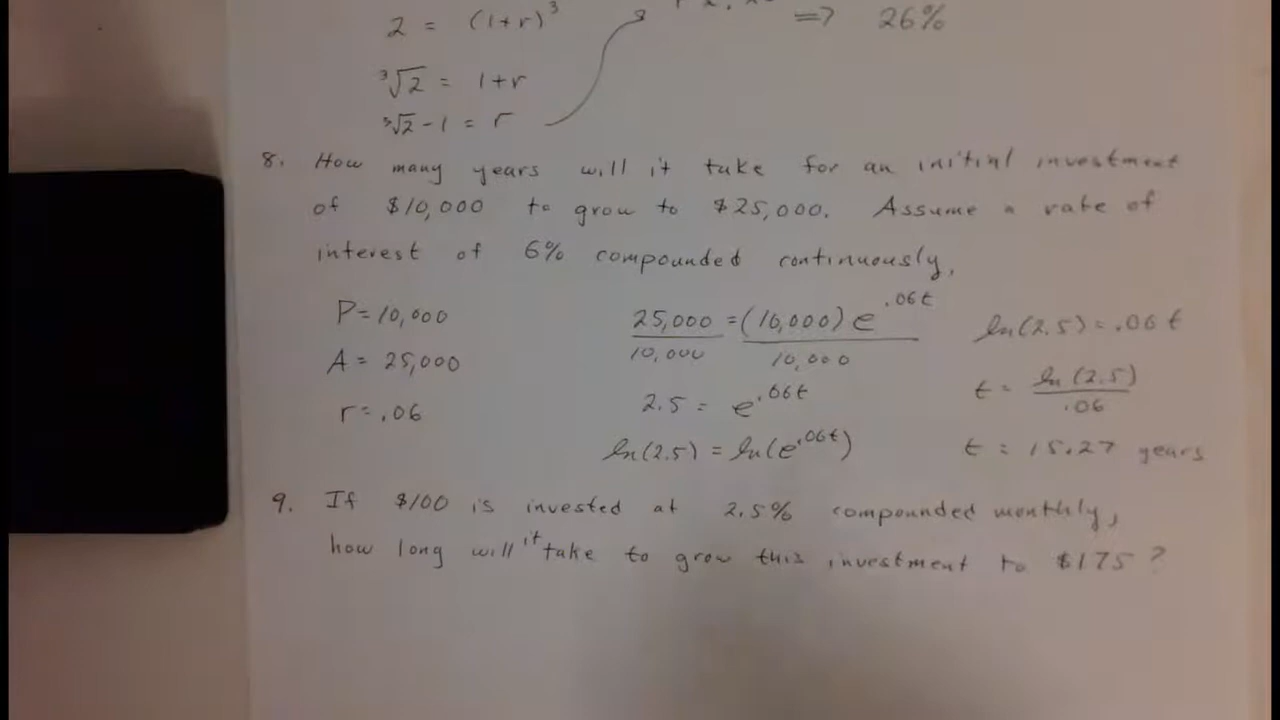 2 = (1+r)³ ⇒ 26%
³√2 = 1+r
³√2 - 1 = r
8. How many years will it take for an initial investment
of $10,000 to grow to $25,000. Assume a rate of
interest of 6% compounded continuously.
P = 10,000
A = 25,000
r = .06
25,000 = (10,000) e^.06t
10,000 10,000
2.5 = e^.06t
ln(2.5) = ln(e^.06t)
ln(2.5) = .06t
t = ln(2.5)
.06
t = 15.27 years
9. If $100 is invested at 2.5% compounded monthly,
how long will it take to grow this investment to $175?